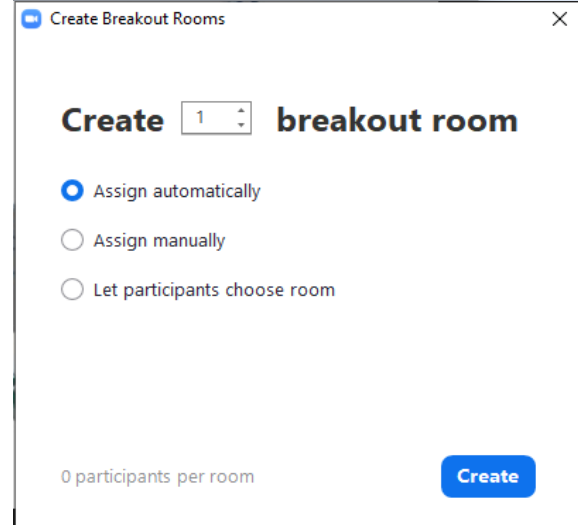 Create Breakout Rooms
Create 1 breakout room
Assign automatically
Assign manually
Let participants choose room
0 participants per room
Create